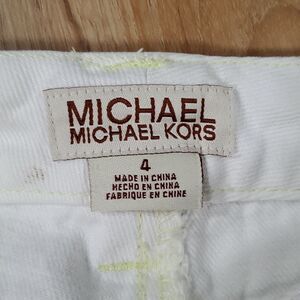 MICHAEL
MICHAEL KORS
4
MADE IN CHINA
HECHO EN CHINA
FABRIQUE EN CHINE